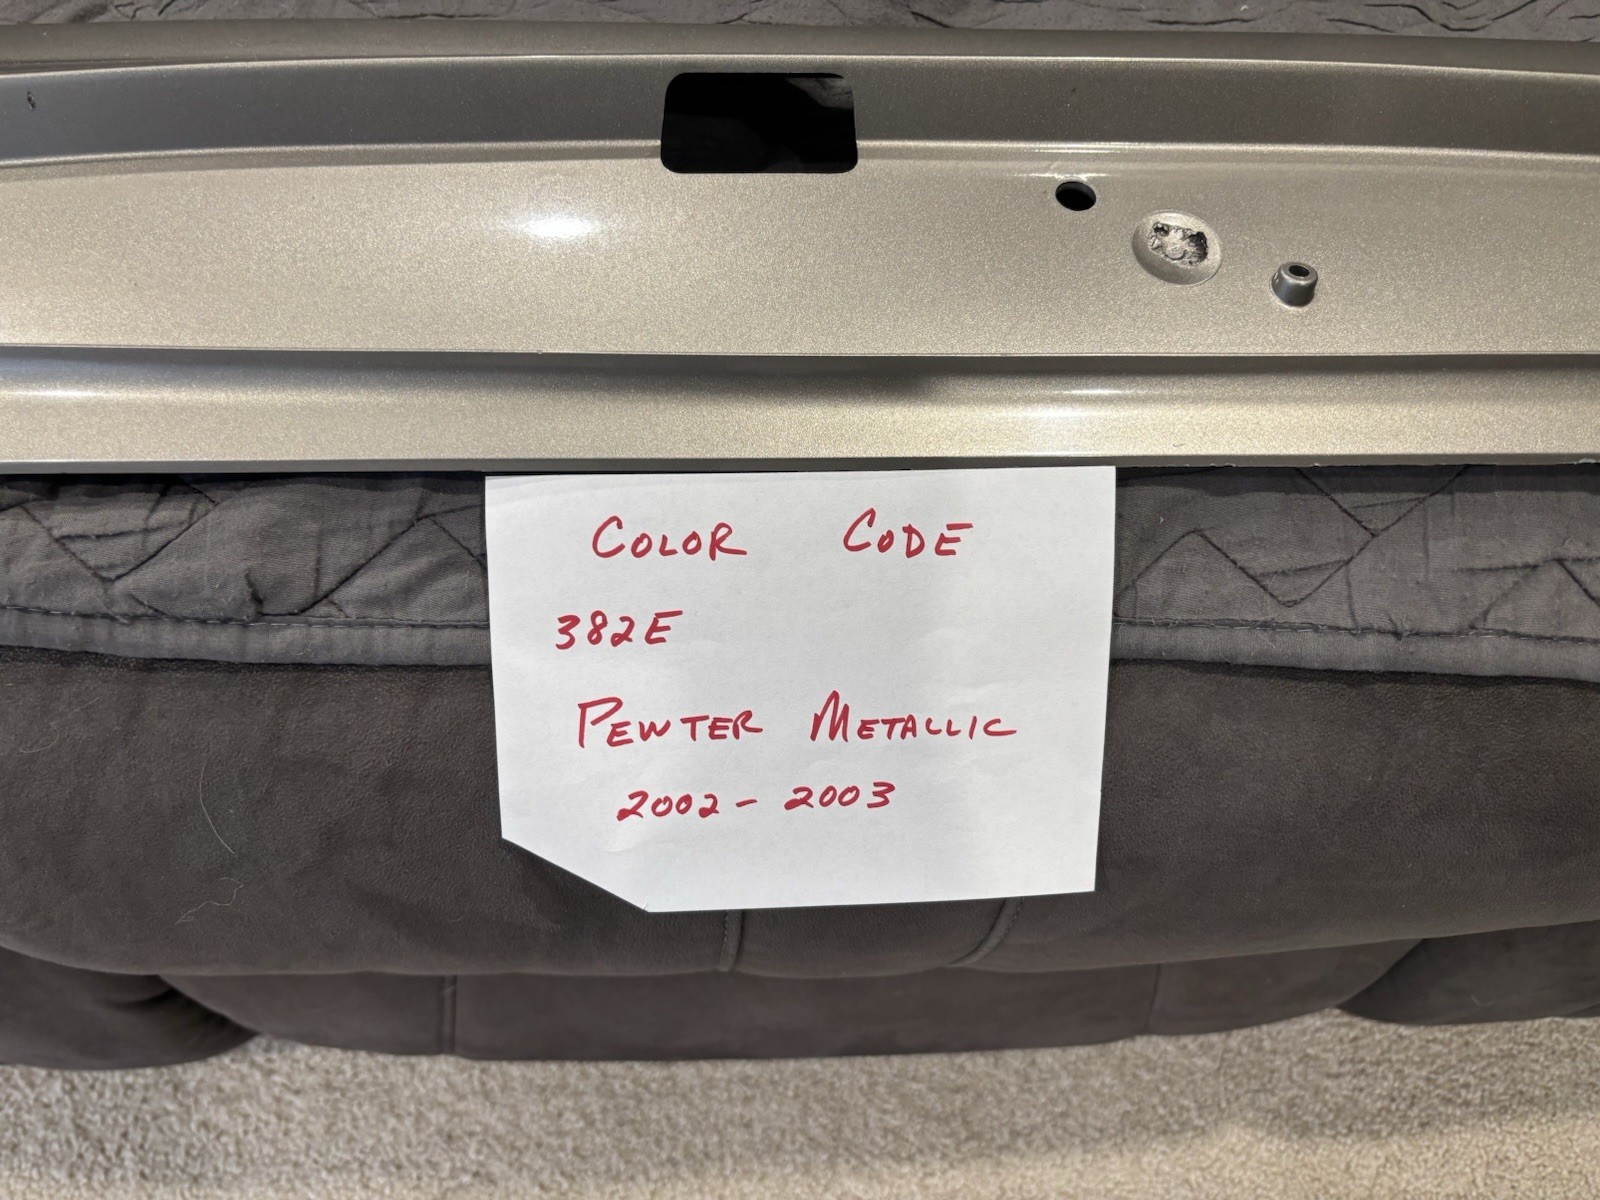 COLOR CODE
382E
PEWTER METALLIC
2002 - 2003